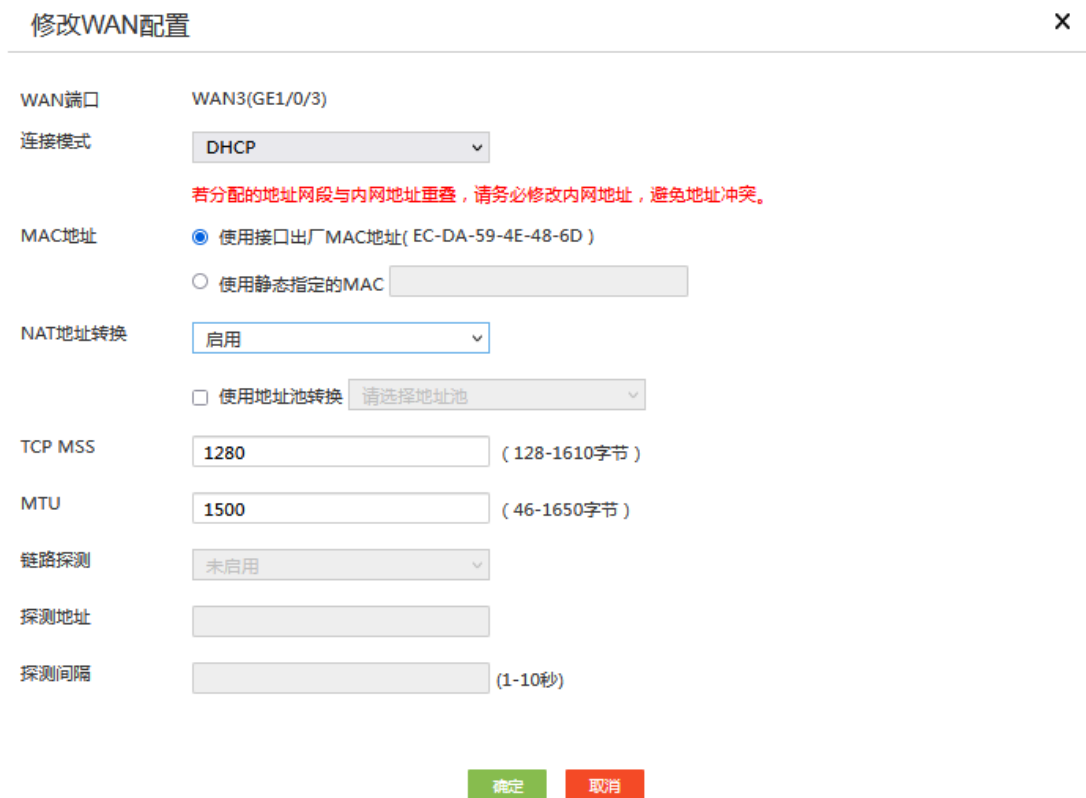 修改WAN配置 ×
WAN端口 WAN3(GE1/0/3)
连接模式 DHCP
若分配的地址网段与内网地址重叠，请务必修改内网地址，避免地址冲突。
MAC地址 使用接口出厂MAC地址( EC-DA-59-4E-48-6D )
使用静态指定的MAC
NAT地址转换 启用
使用地址池转换 请选择地址池
TCP MSS 1280 （128-1610字节）
MTU 1500 （46-1650字节）
链路探测 未启用
探测地址
探测间隔 (1-10秒)
确定 取消